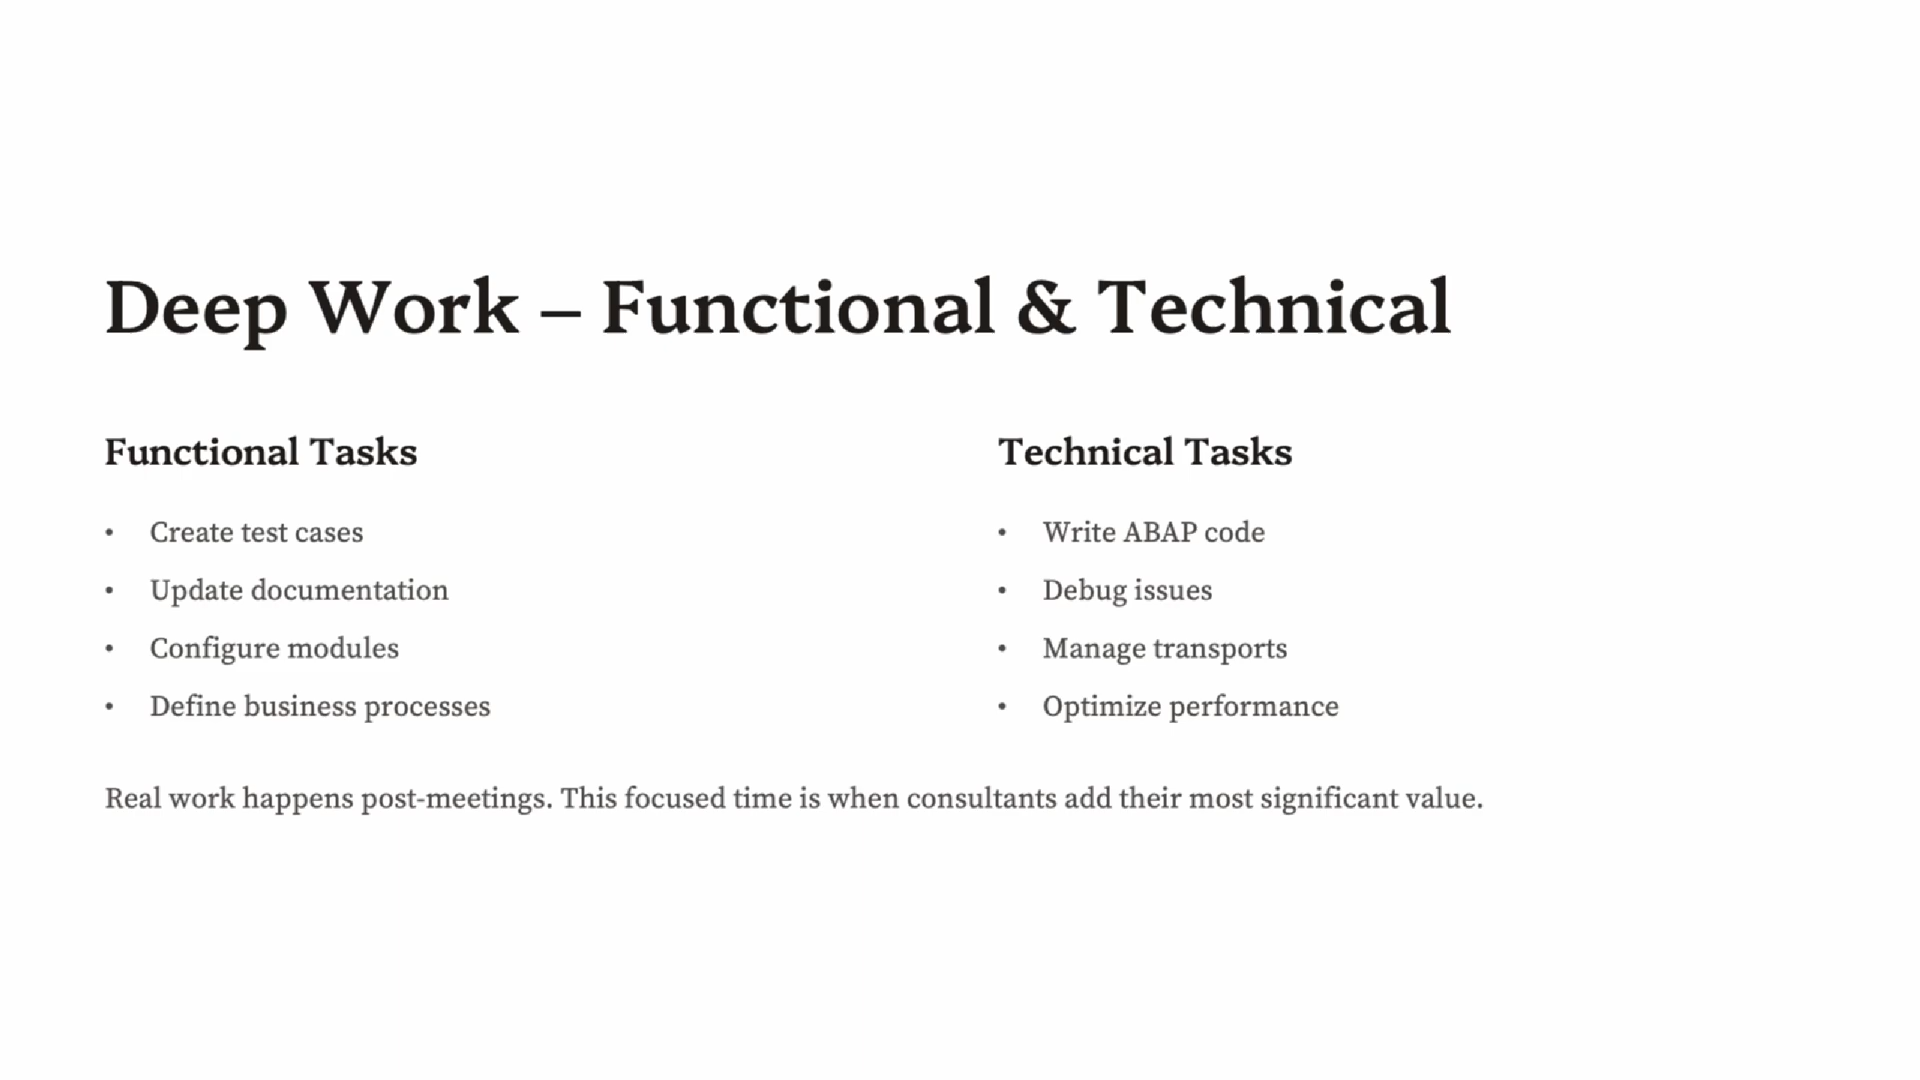 Deep Work – Functional & Technical
Functional Tasks
• Create test cases
• Update documentation
• Configure modules
• Define business processes
Technical Tasks
• Write ABAP code
• Debug issues
• Manage transports
• Optimize performance
Real work happens post-meetings. This focused time is when consultants add their most significant value.